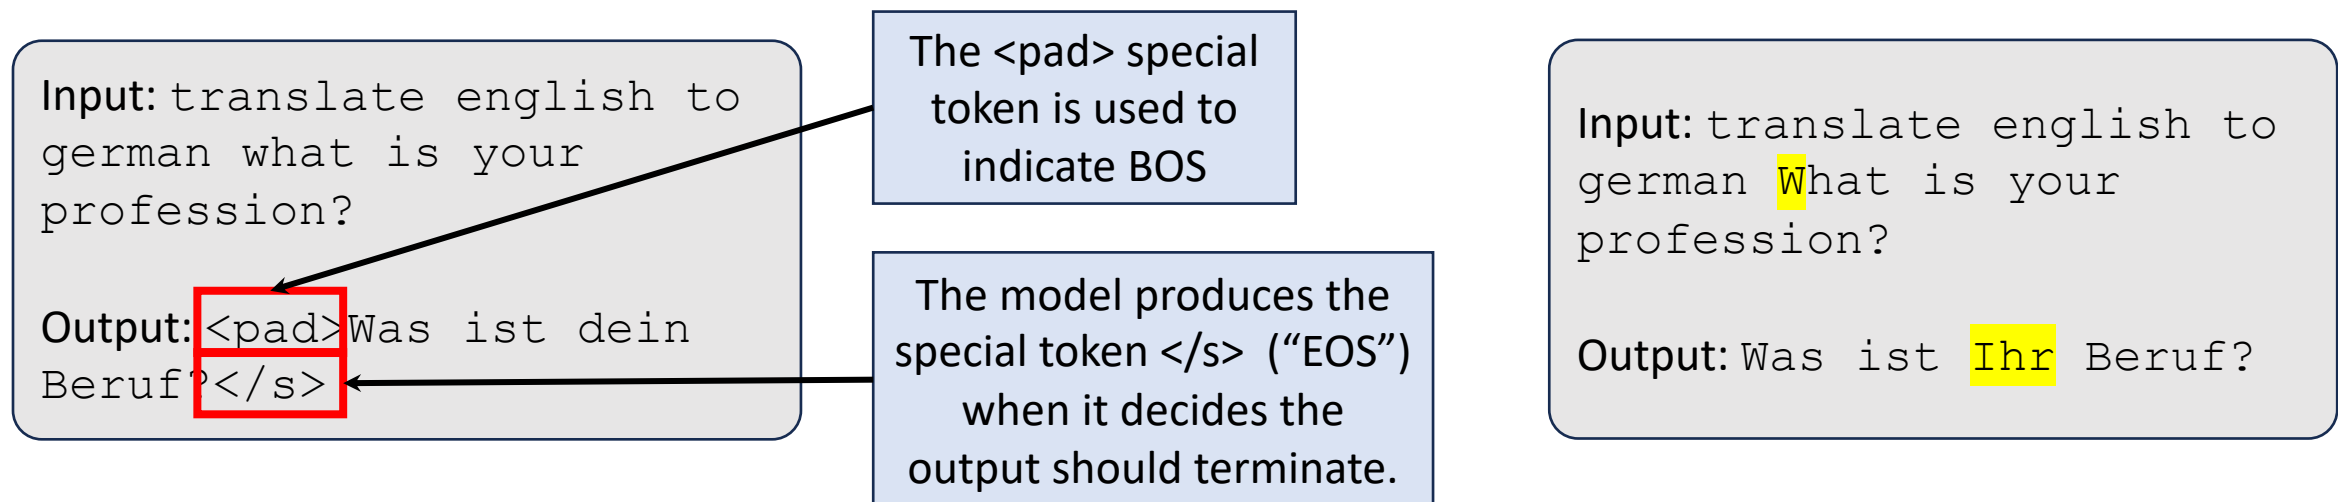 Input: translate english to
german what is your
profession?
Output: <pad>Was ist dein
Beruf?</s>
The <pad> special
token is used to
indicate BOS
The model produces the
special token </s> (“EOS”)
when it decides the
output should terminate.
Input: translate english to
german What is your
profession?
Output: Was ist Ihr Beruf?